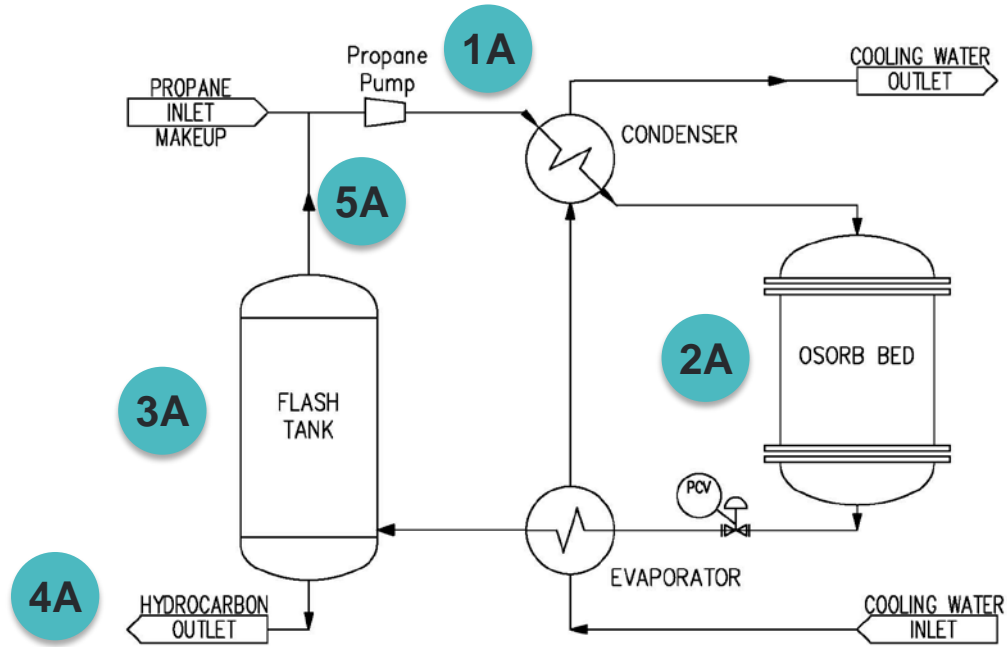 1A
Propane
Pump
PROPANE
INLET
MAKEUP
COOLING WATER
OUTLET
CONDENSER
5A
2A
OSORB BED
3A
FLASH
TANK
PCV
EVAPORATOR
4A
HYDROCARBON
OUTLET
COOLING WATER
INLET